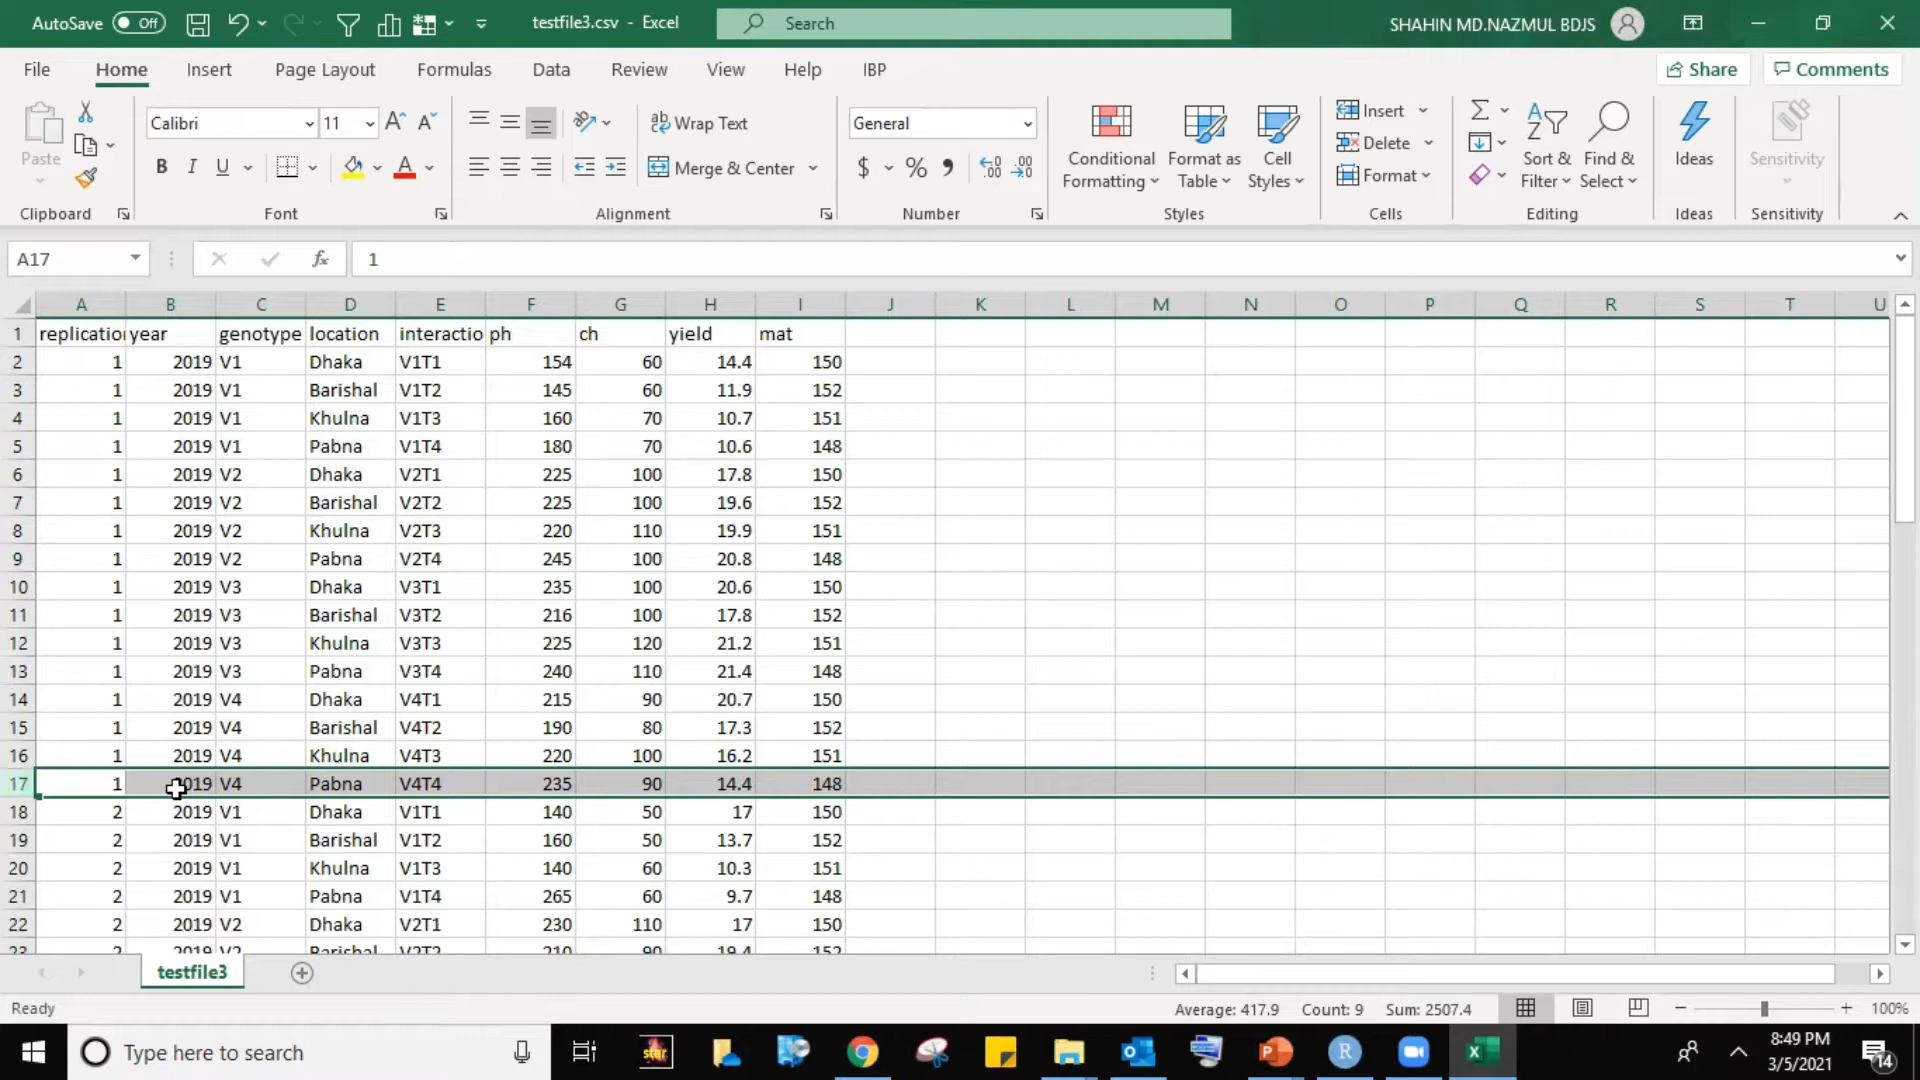 AutoSave Off testfile3.csv - Excel Search SHAHIN MD.NAZMUL BDJS
File Home Insert Page Layout Formulas Data Review View Help IBP Share Comments
Paste Calibri 11 Wrap Text General Conditional Formatting Format as Table Cell Styles Insert Sort & Filter Find & Select Ideas Sensitivity
B I U Merge & Center $ % Delete
Format
Clipboard Font Alignment Number Styles Cells Editing Ideas Sensitivity
A17 fx 1
A B C D E F G H I J K L M N O P Q R S T U
1 replication year genotype location interactio ph ch yield mat
2 1 2019 V1 Dhaka V1T1 154 60 14.4 150
3 1 2019 V1 Barishal V1T2 145 60 11.9 152
4 1 2019 V1 Khulna V1T3 160 70 10.7 151
5 1 2019 V1 Pabna V1T4 180 70 10.6 148
6 1 2019 V2 Dhaka V2T1 225 100 17.8 150
7 1 2019 V2 Barishal V2T2 225 100 19.6 152
8 1 2019 V2 Khulna V2T3 220 110 19.9 151
9 1 2019 V2 Pabna V2T4 245 100 20.8 148
10 1 2019 V3 Dhaka V3T1 235 100 20.6 150
11 1 2019 V3 Barishal V3T2 216 100 17.8 152
12 1 2019 V3 Khulna V3T3 225 120 21.2 151
13 1 2019 V3 Pabna V3T4 240 110 21.4 148
14 1 2019 V4 Dhaka V4T1 215 90 20.7 150
15 1 2019 V4 Barishal V4T2 190 80 17.3 152
16 1 2019 V4 Khulna V4T3 220 100 16.2 151
17 1 2019 V4 Pabna V4T4 235 90 14.4 148
18 2 2019 V1 Dhaka V1T1 140 50 17 150
19 2 2019 V1 Barishal V1T2 160 50 13.7 152
20 2 2019 V1 Khulna V1T3 140 60 10.3 151
21 2 2019 V1 Pabna V1T4 265 60 9.7 148
22 2 2019 V2 Dhaka V2T1 230 110 17 150
23 2 2019 V2 Barishal V2T2 210 90 19.4 152
testfile3
Ready Average: 417.9 Count: 9 Sum: 2507.4 100%
Type here to search star 8:49 PM
3/5/2021 14